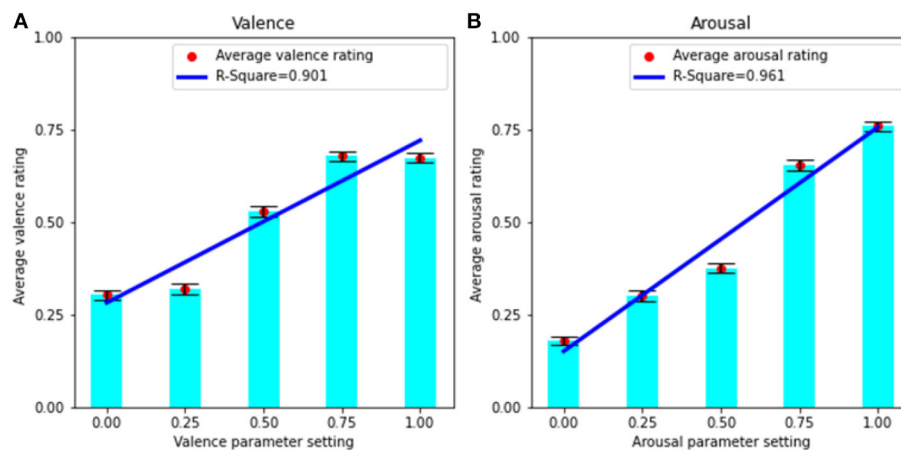 A
Valence
1.00
0.75
0.50
0.25
0.00
Average valence rating
Average valence rating
R-Square=0.901
0.00 0.25 0.50 0.75 1.00
Valence parameter setting
B
Arousal
1.00
0.75
0.50
0.25
0.00
Average arousal rating
Average arousal rating
R-Square=0.961
0.00 0.25 0.50 0.75 1.00
Arousal parameter setting